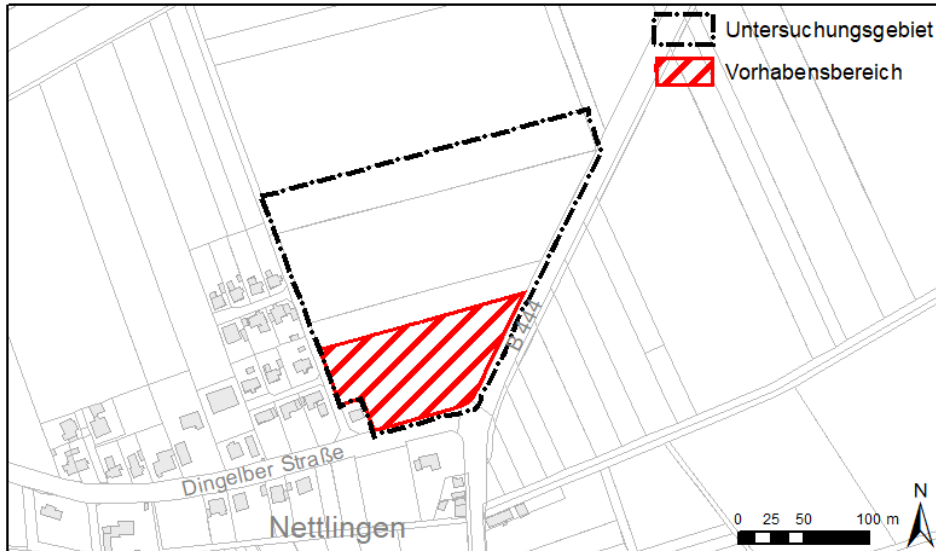 Untersuchungsgebiet
Vorhabensbereich
B 444
Dingelber Straße
Nettlingen
N
0 25 50 100 m